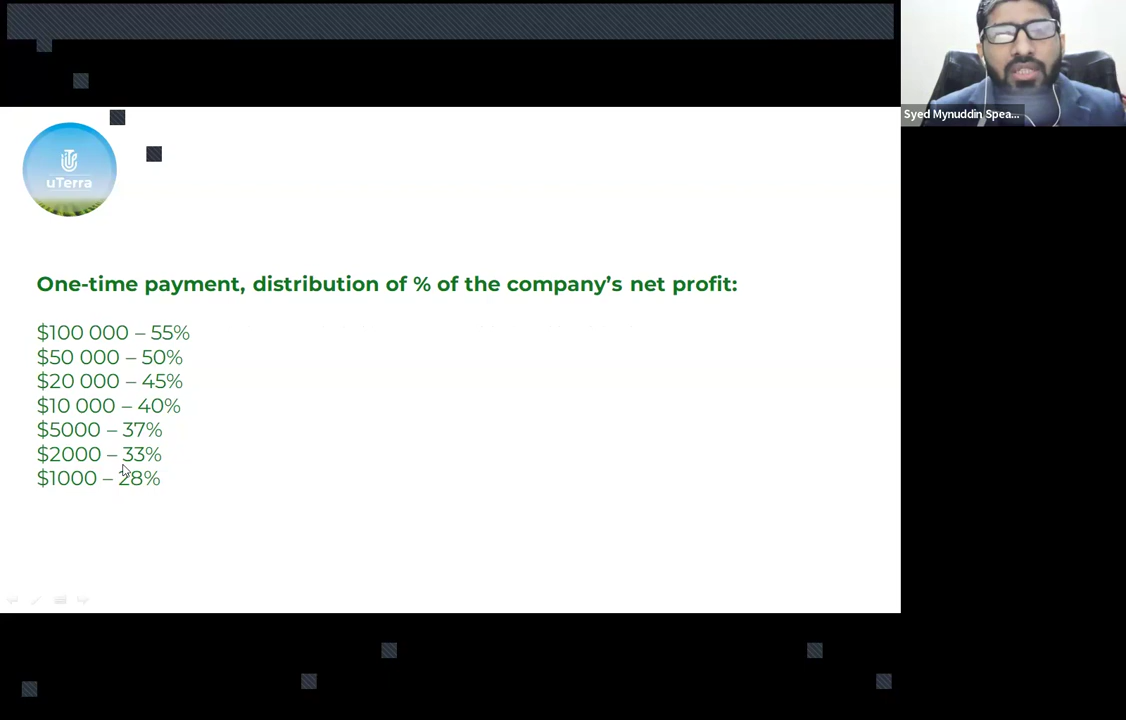 Syed Mynuddin Spea...
uTerra
One-time payment, distribution of % of the company’s net profit:
$100 000 – 55%
$50 000 – 50%
$20 000 – 45%
$10 000 – 40%
$5000 – 37%
$2000 – 33%
$1000 – 28%